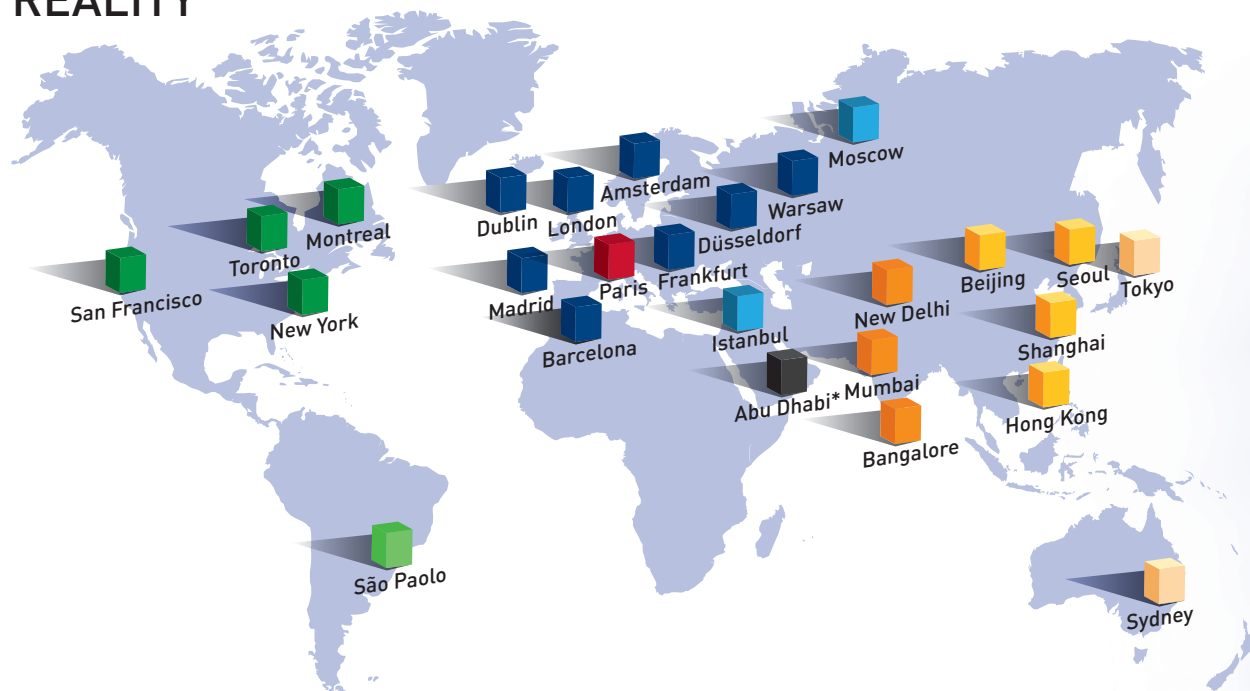 REALITY
Moscow
Amsterdam
Warsaw
Dublin
London
Montreal
Düsseldorf
Toronto
Frankfurt
Paris
Madrid
San Francisco
New York
Barcelona
Istanbul
Beijing
Seoul
Tokyo
New Delhi
Shanghai
Abu Dhabi*
Mumbai
Hong Kong
Bangalore
São Paolo
Sydney